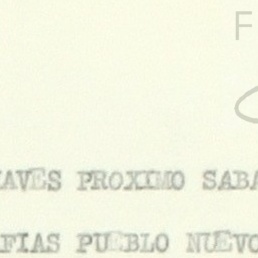 F
AVES PROXIMO SABA
FIAS PUEBLO NUEVO